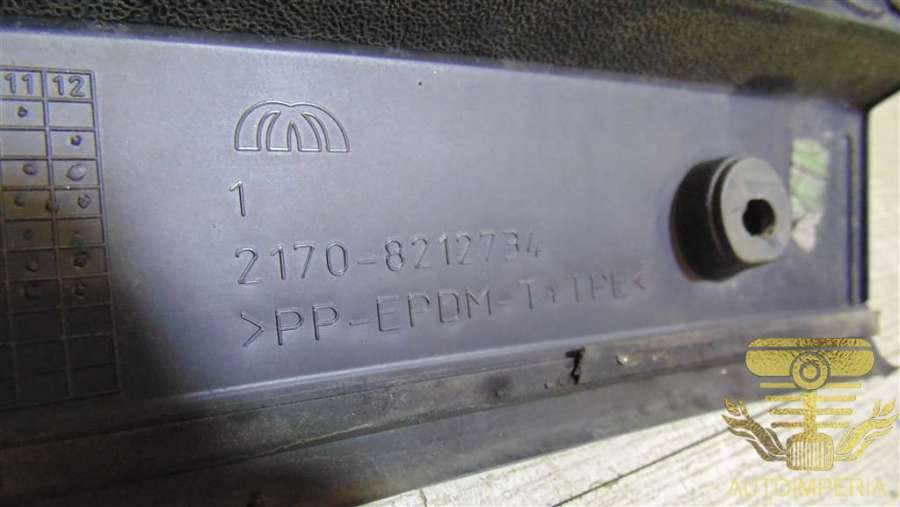 11 12
1
2170-8212734
>PP-EPDM-T+TPE<
AUTOIMPERIA